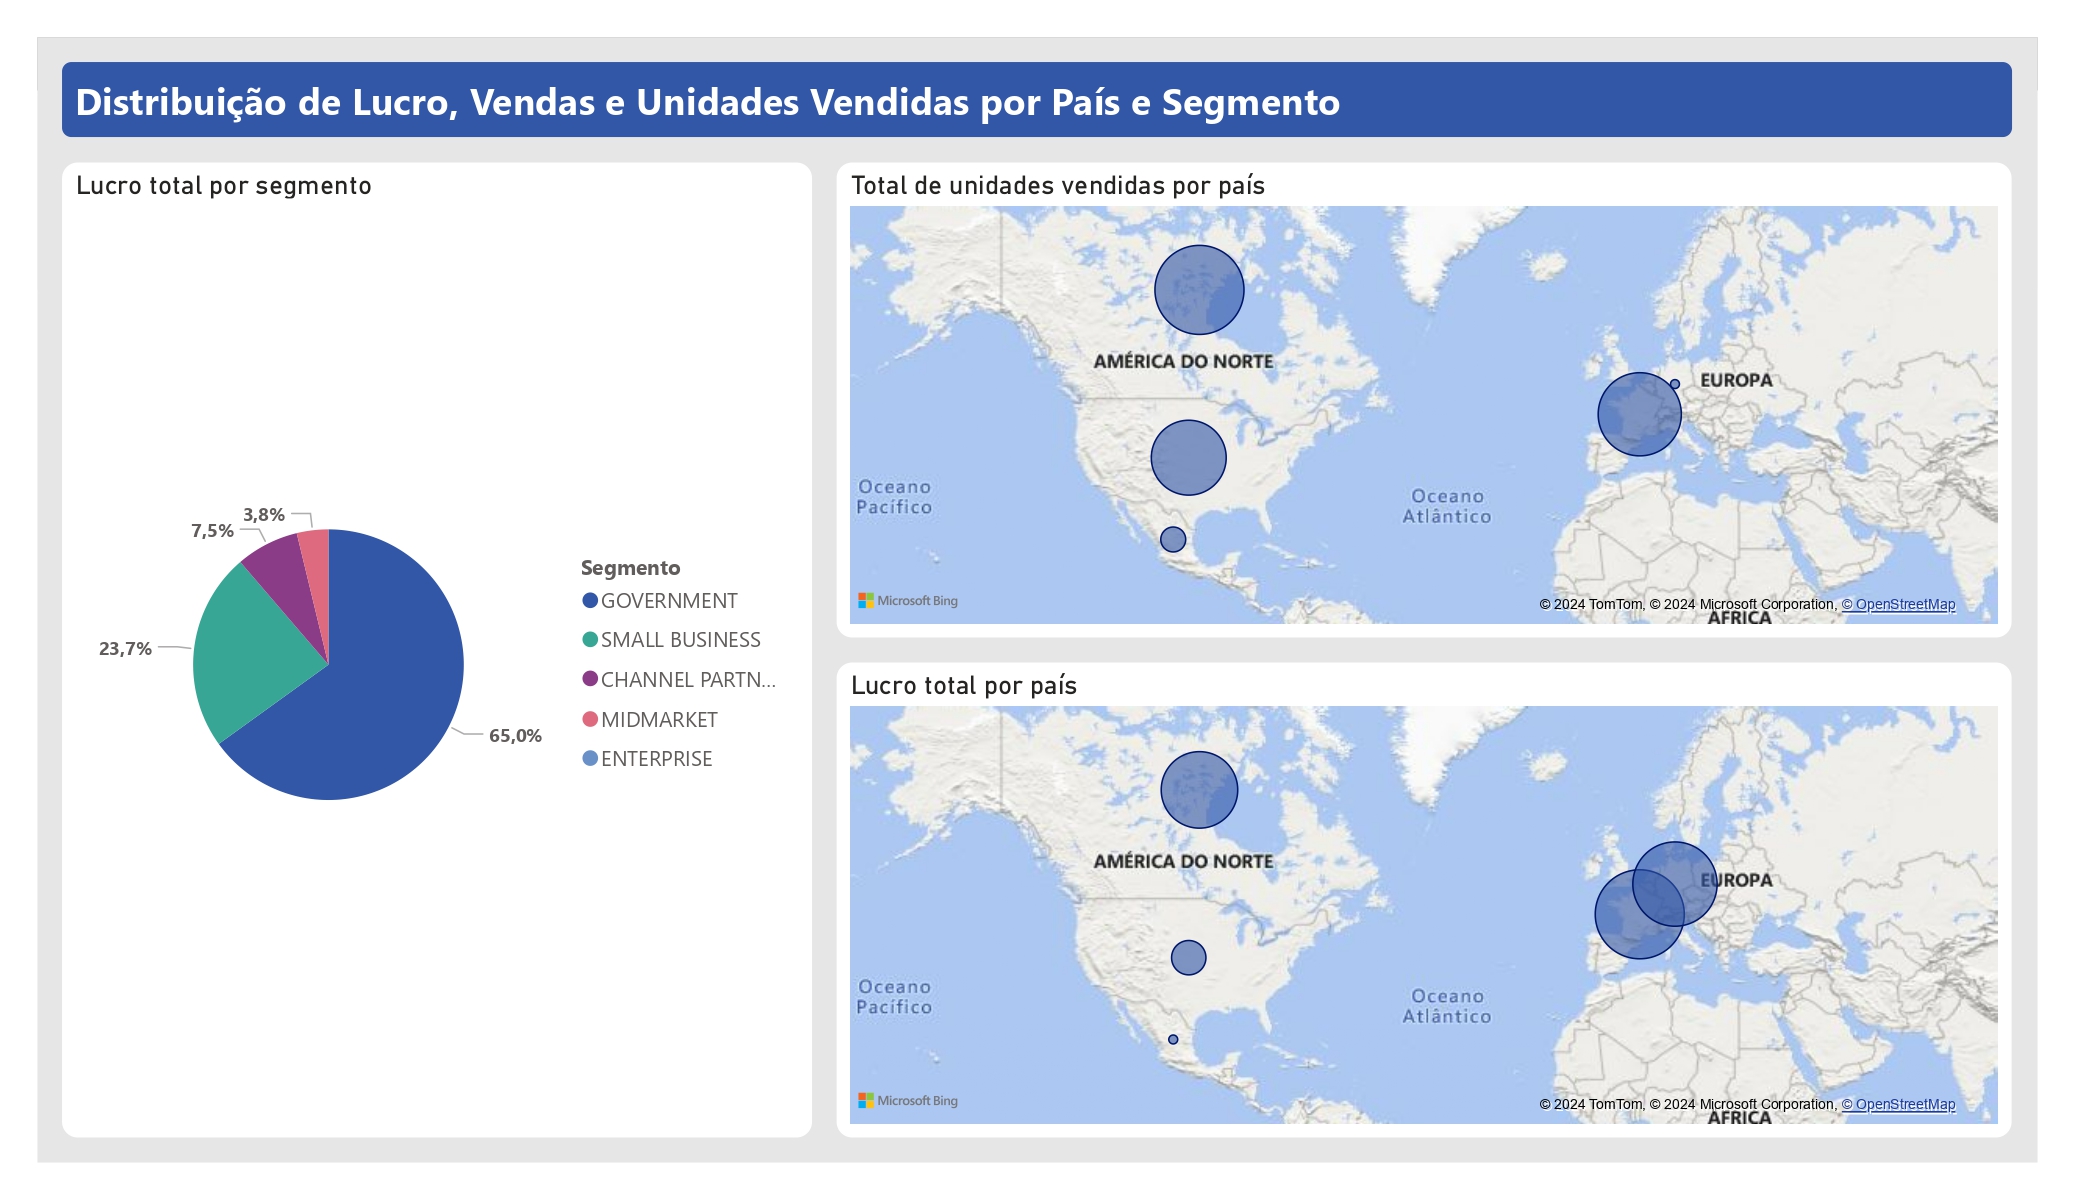 Distribuição de Lucro, Vendas e Unidades Vendidas por País e Segmento
Lucro total por segmento
3,8%
7,5%
23,7%
65,0%
Segmento
GOVERNMENT
SMALL BUSINESS
CHANNEL PARTN...
MIDMARKET
ENTERPRISE
Total de unidades vendidas por país
AMÉRICA DO NORTE
EUROPA
Oceano
Pacífico
Oceano
Atlântico
Microsoft Bing
© 2024 TomTom, © 2024 Microsoft Corporation, © OpenStreetMap
ÁFRICA
Lucro total por país
AMÉRICA DO NORTE
EUROPA
Oceano
Pacífico
Oceano
Atlântico
Microsoft Bing
© 2024 TomTom, © 2024 Microsoft Corporation, © OpenStreetMap
ÁFRICA